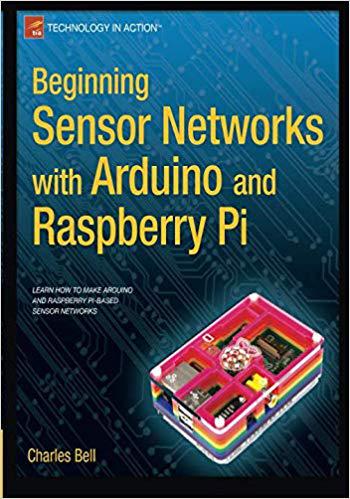 tia TECHNOLOGY IN ACTION™
Beginning
Sensor Networks
with Arduino and
Raspberry Pi
LEARN HOW TO MAKE ARDUINO
AND RASPBERRY PI-BASED
SENSOR NETWORKS
Charles Bell